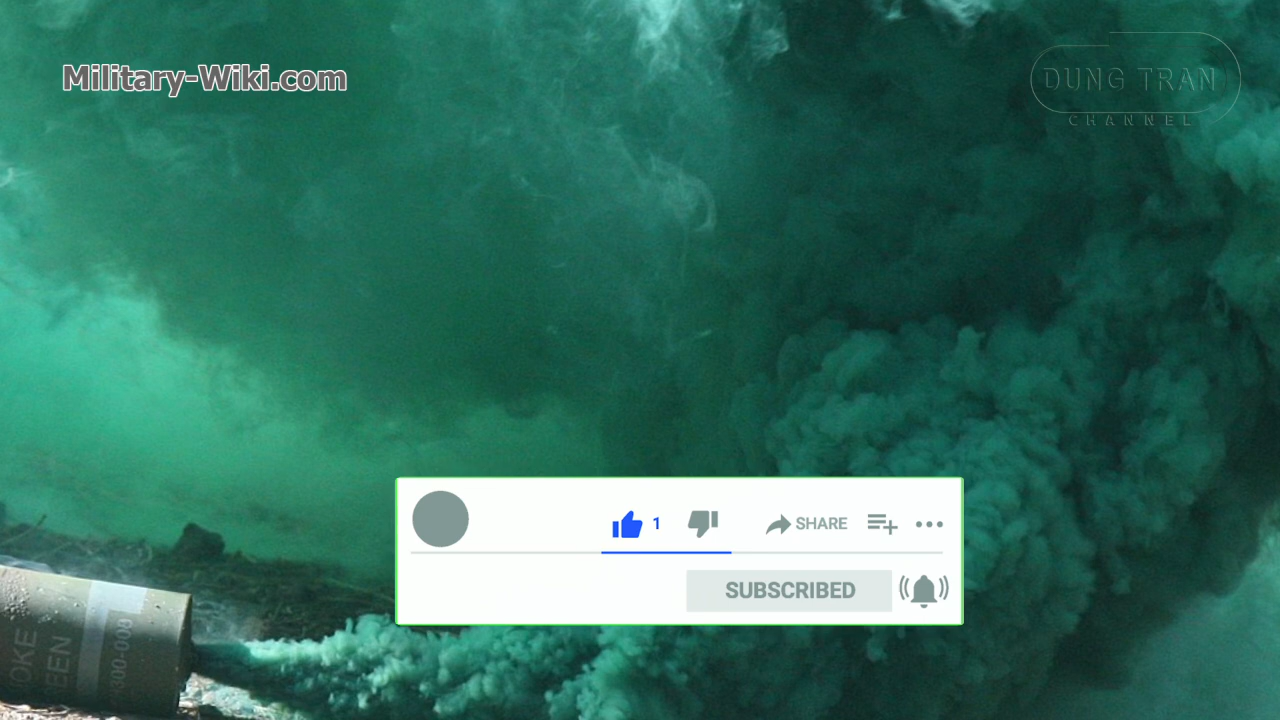 Military-Wiki.com
DUNG TRAN
CHANNEL
1
SHARE
SUBSCRIBED